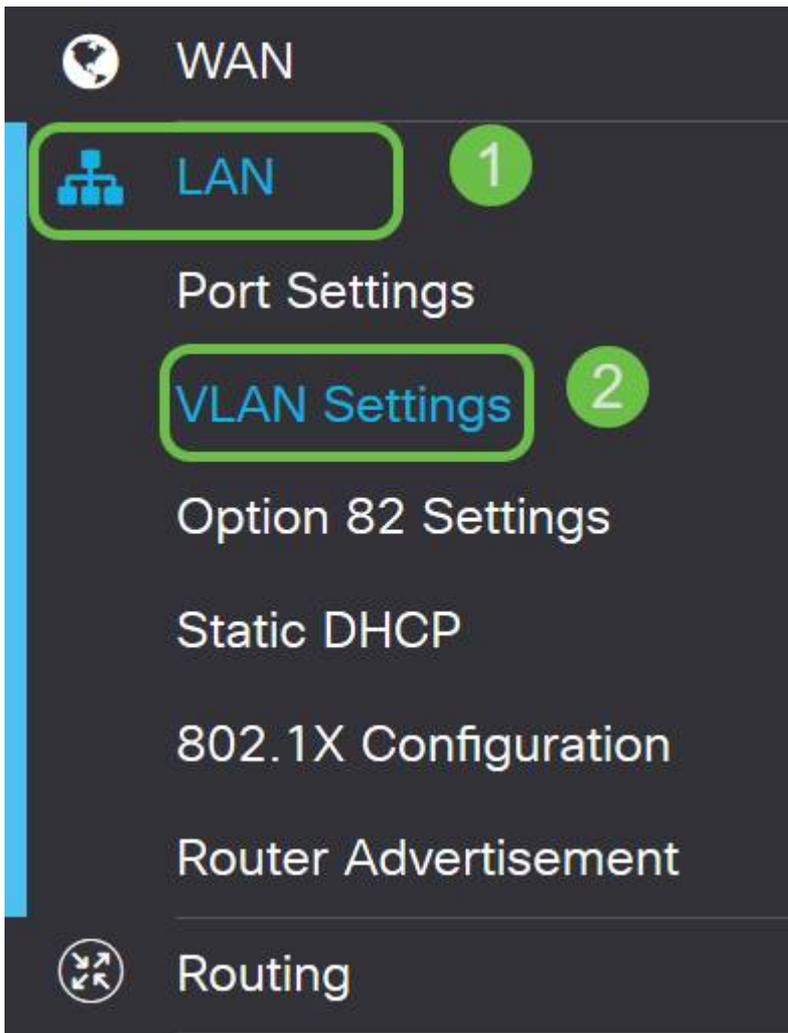 WAN
LAN 1
Port Settings
VLAN Settings 2
Option 82 Settings
Static DHCP
802.1X Configuration
Router Advertisement
Routing